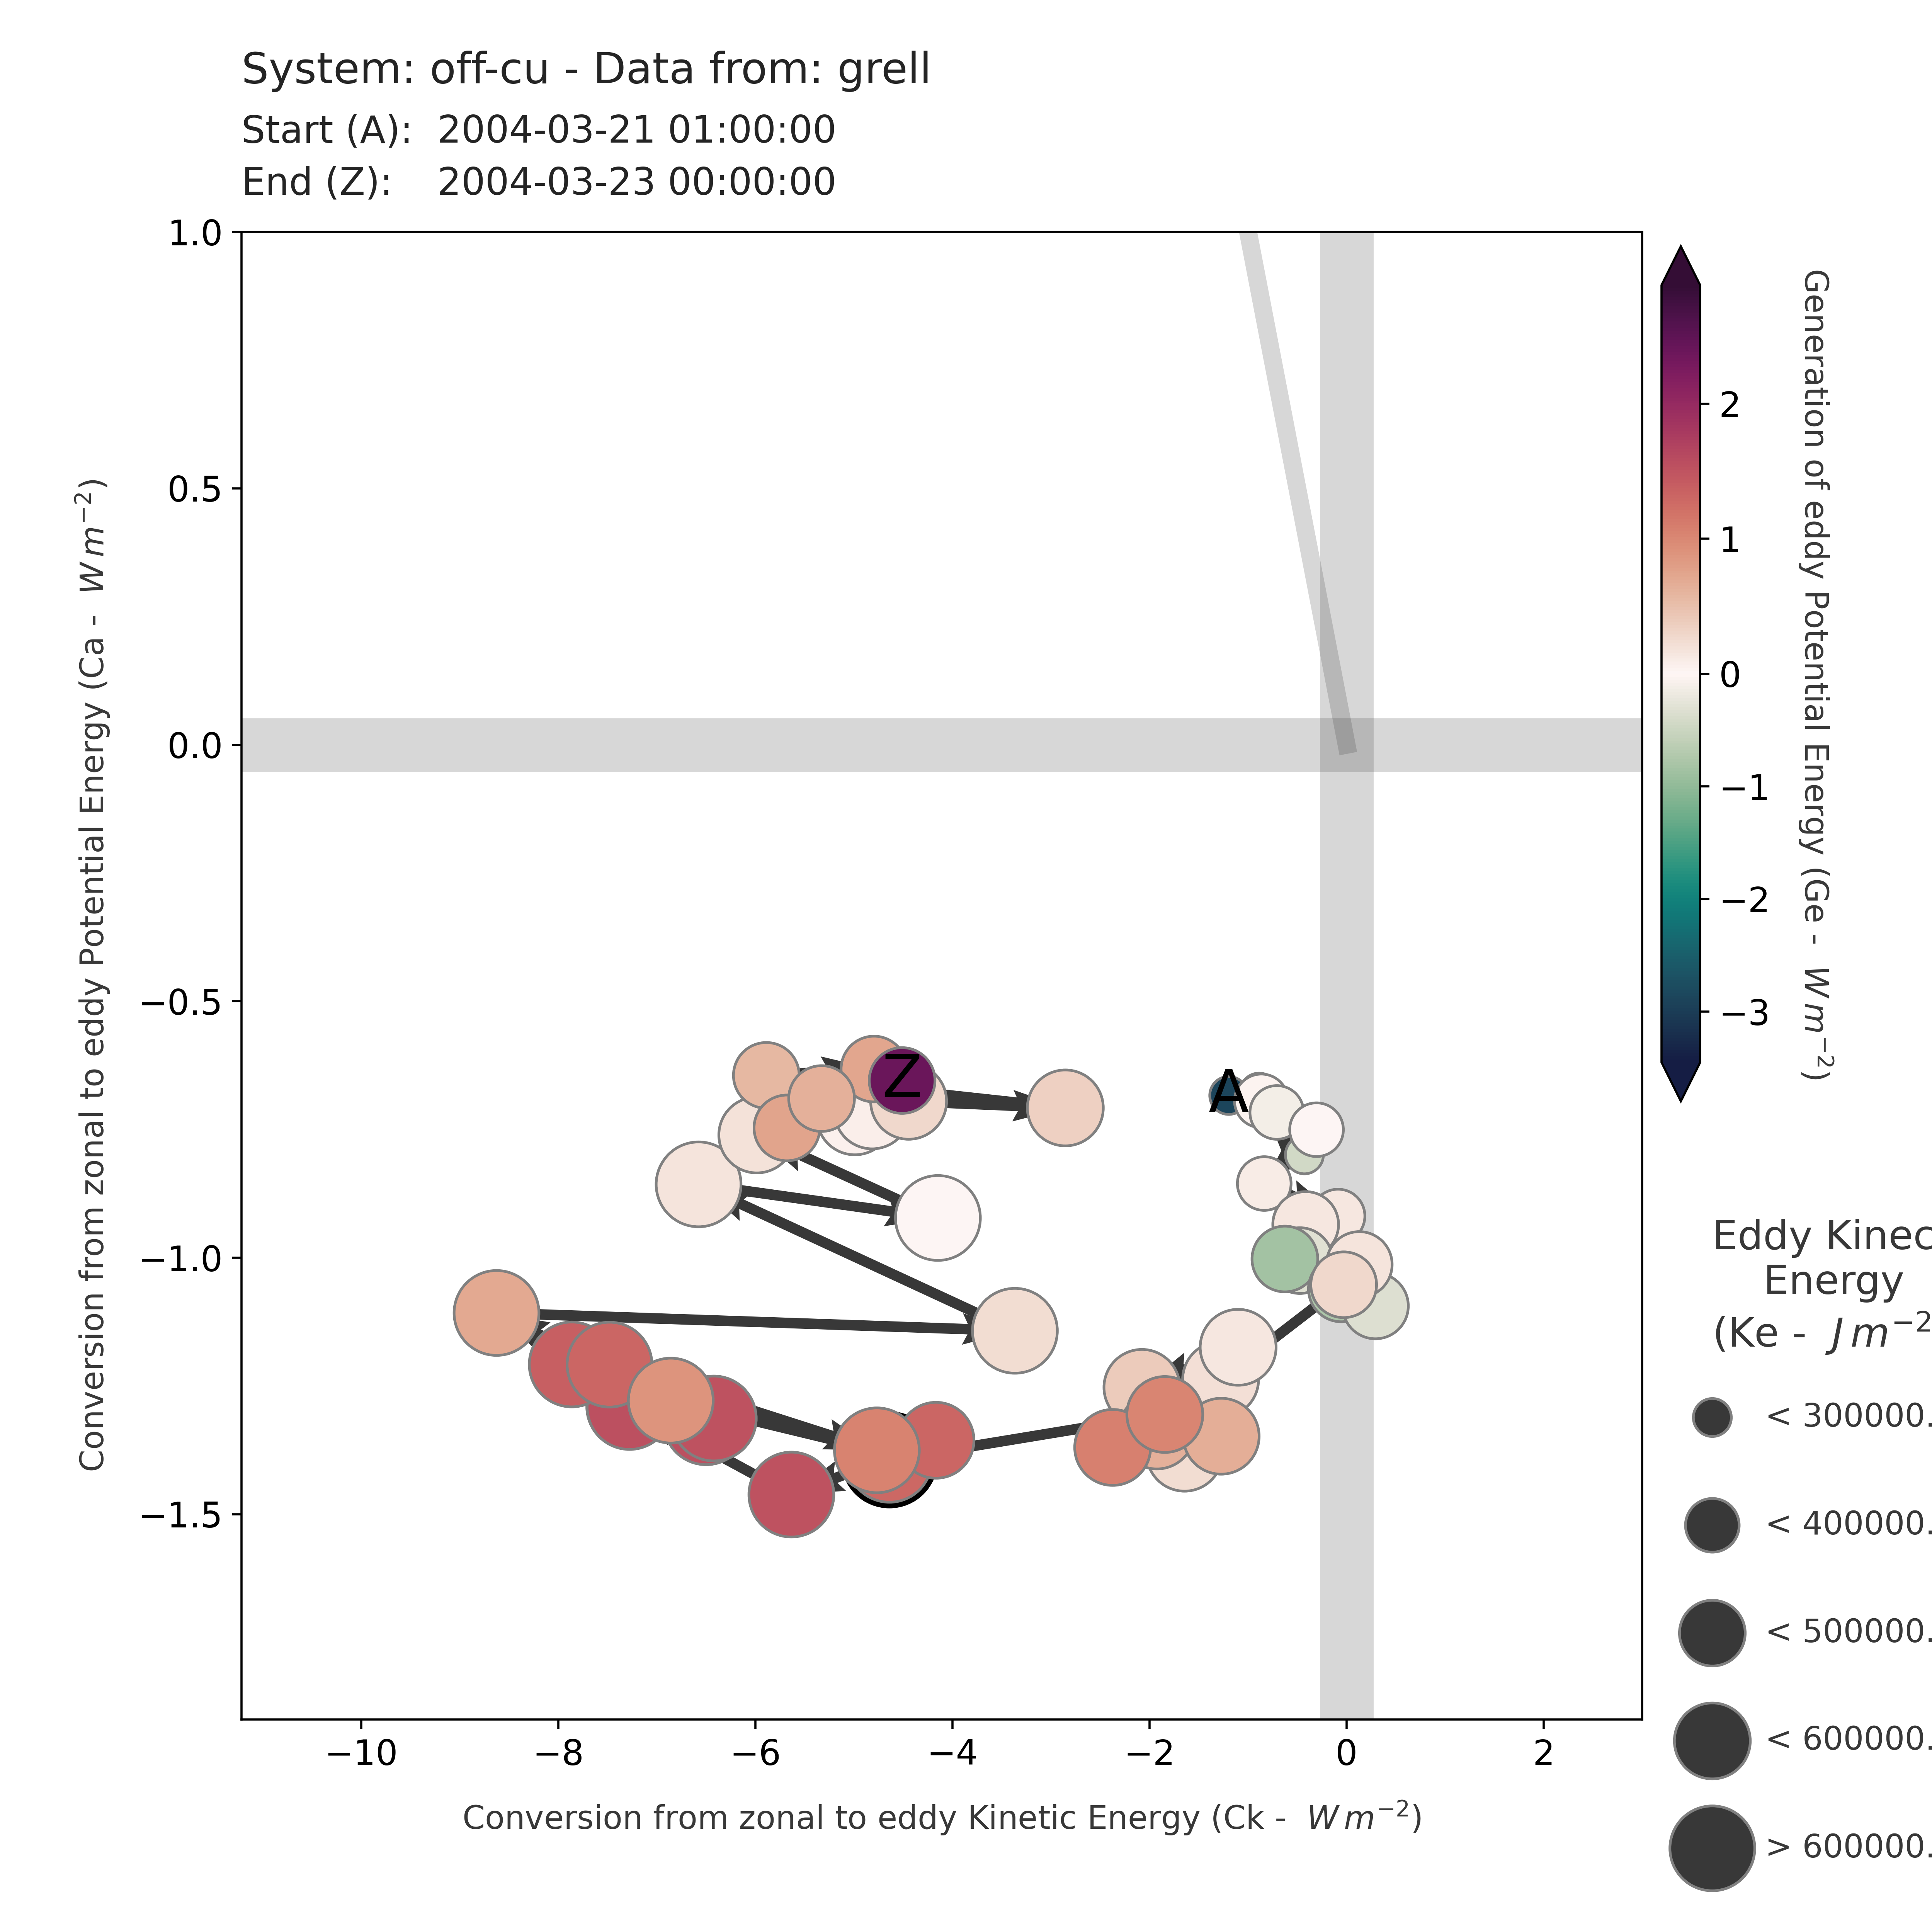 System: off-cu - Data from: grell
Start (A): 2004-03-21 01:00:00
End (Z): 2004-03-23 00:00:00
1.0
0.5
0.0
−0.5
−1.0
−1.5
Conversion from zonal to eddy Potential Energy (Ca - W m−2)
−10
−8
−6
−4
−2
0
2
Conversion from zonal to eddy Kinetic Energy (Ck - W m−2)
A
Z
2
1
0
−1
−2
−3
Generation of eddy Potential Energy (Ge - W m−2)
Eddy Kinec
Energy
(Ke - J m−2
< 300000.
< 400000.
< 500000.
< 600000.
> 600000.